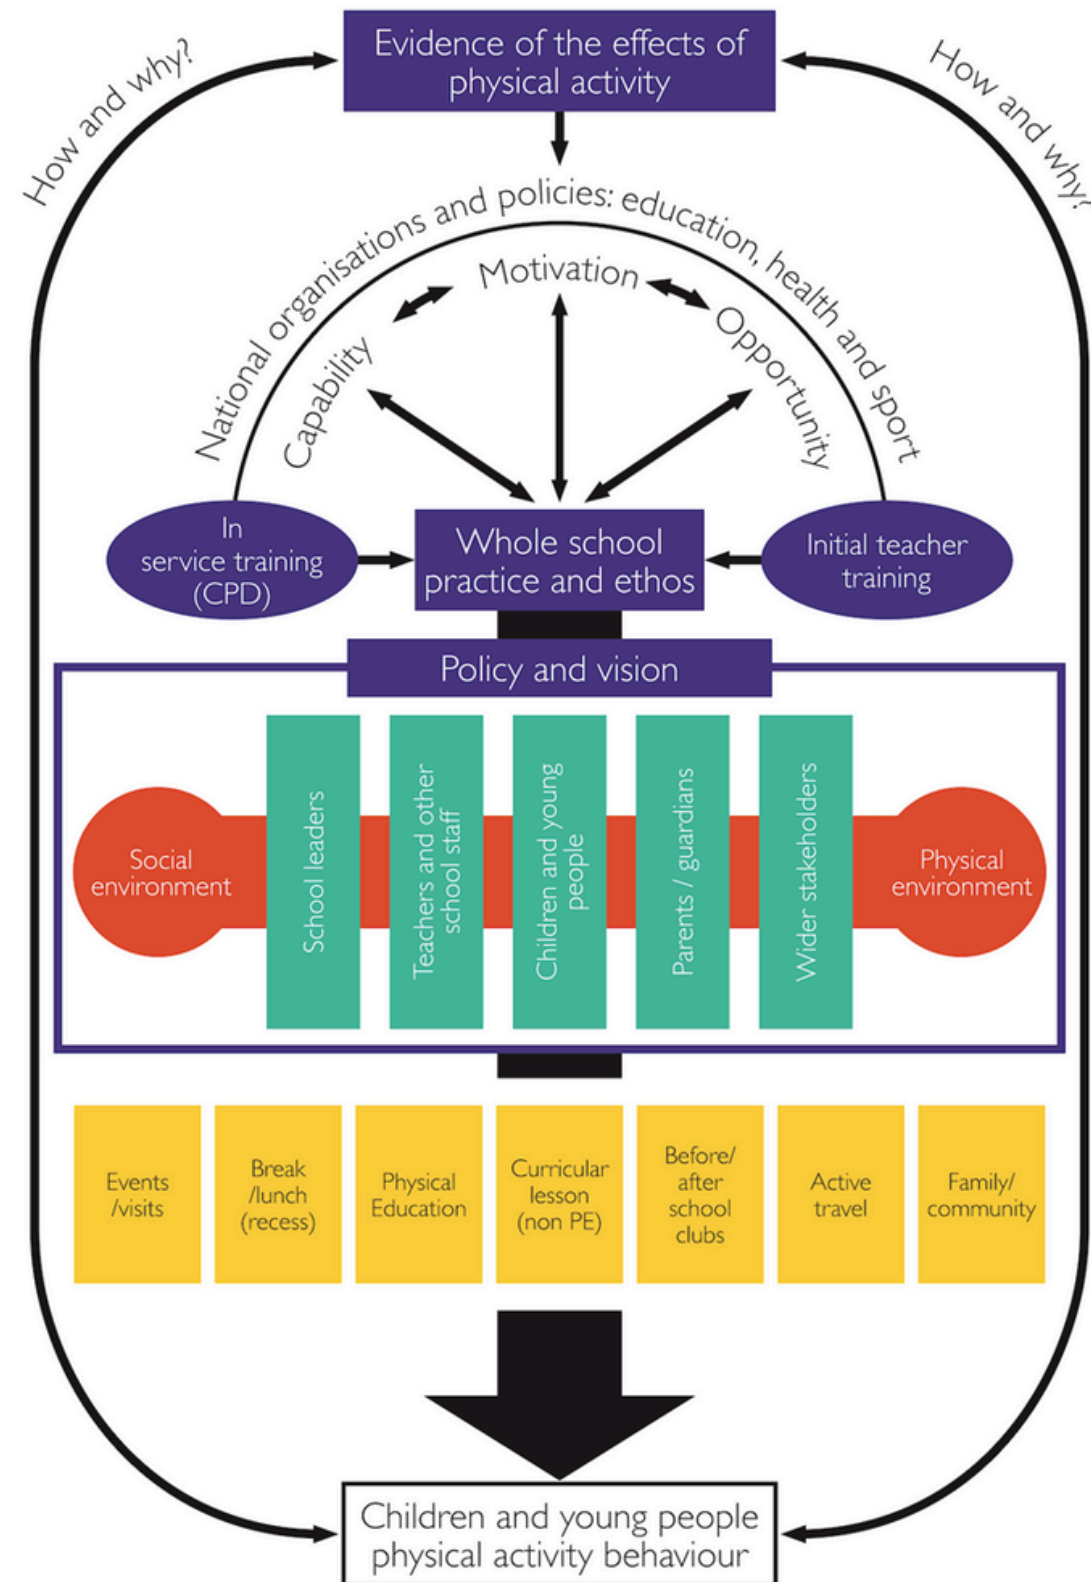 Evidence of the effects of
physical activity
How and why?
How and why?
National organisations and policies: education, health and sport
Motivation
Capability
Opportunity
In
service training
(CPD)
Whole school
practice and ethos
Initial teacher
training
Policy and vision
Social
environment
School leaders
Teachers and other
school staff
Children and young
people
Parents / guardians
Wider stakeholders
Physical
environment
Events
/visits
Break
/lunch
(recess)
Physical
Education
Curricular
lesson
(non PE)
Before/
after
school
clubs
Active
travel
Family/
community
Children and young people
physical activity behaviour